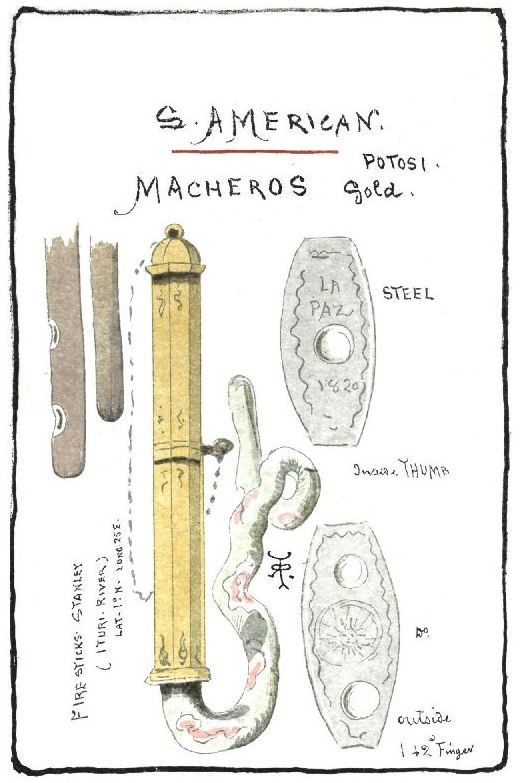 S. AMERICAN.
POTOSI.
MACHEROS Gold.
STEEL
LA
PAZ
1820
Inside THUMB
FIRE STICKS. STANLEY
(ITURI. RIVER)
LAT. 1° N. LONG 25 E.
Do
outside
1 & 2 Finger